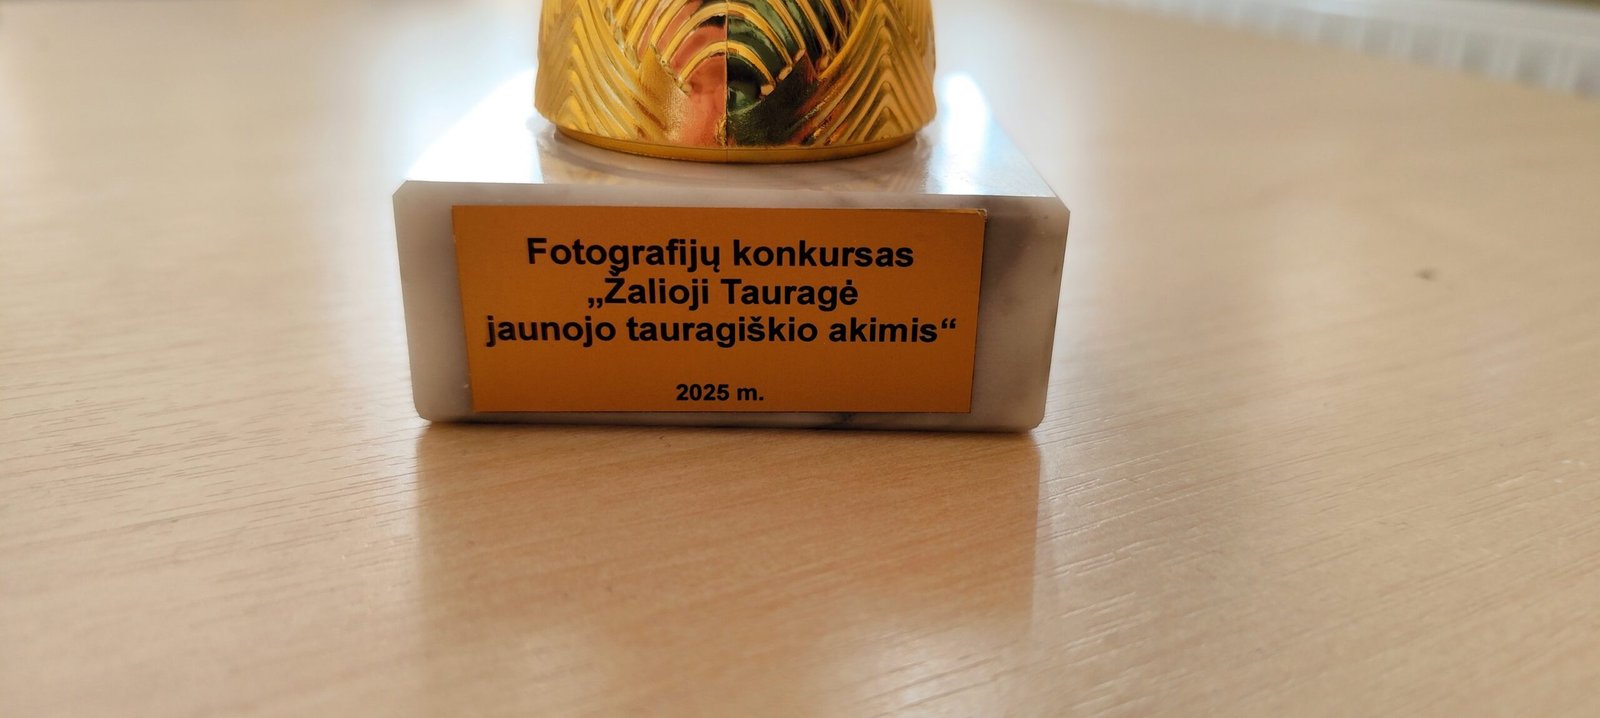 Fotografijų konkursas
„Žalioji Tauragė
jaunojo tauragiškio akimis“
2025 m.